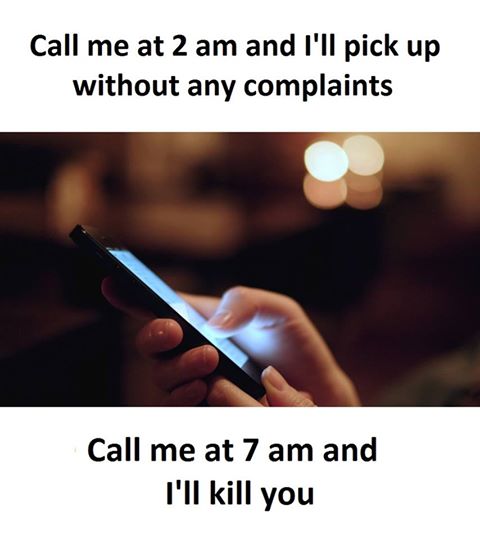 Call me at 2 am and I'll pick up
without any complaints
Call me at 7 am and
I'll kill you